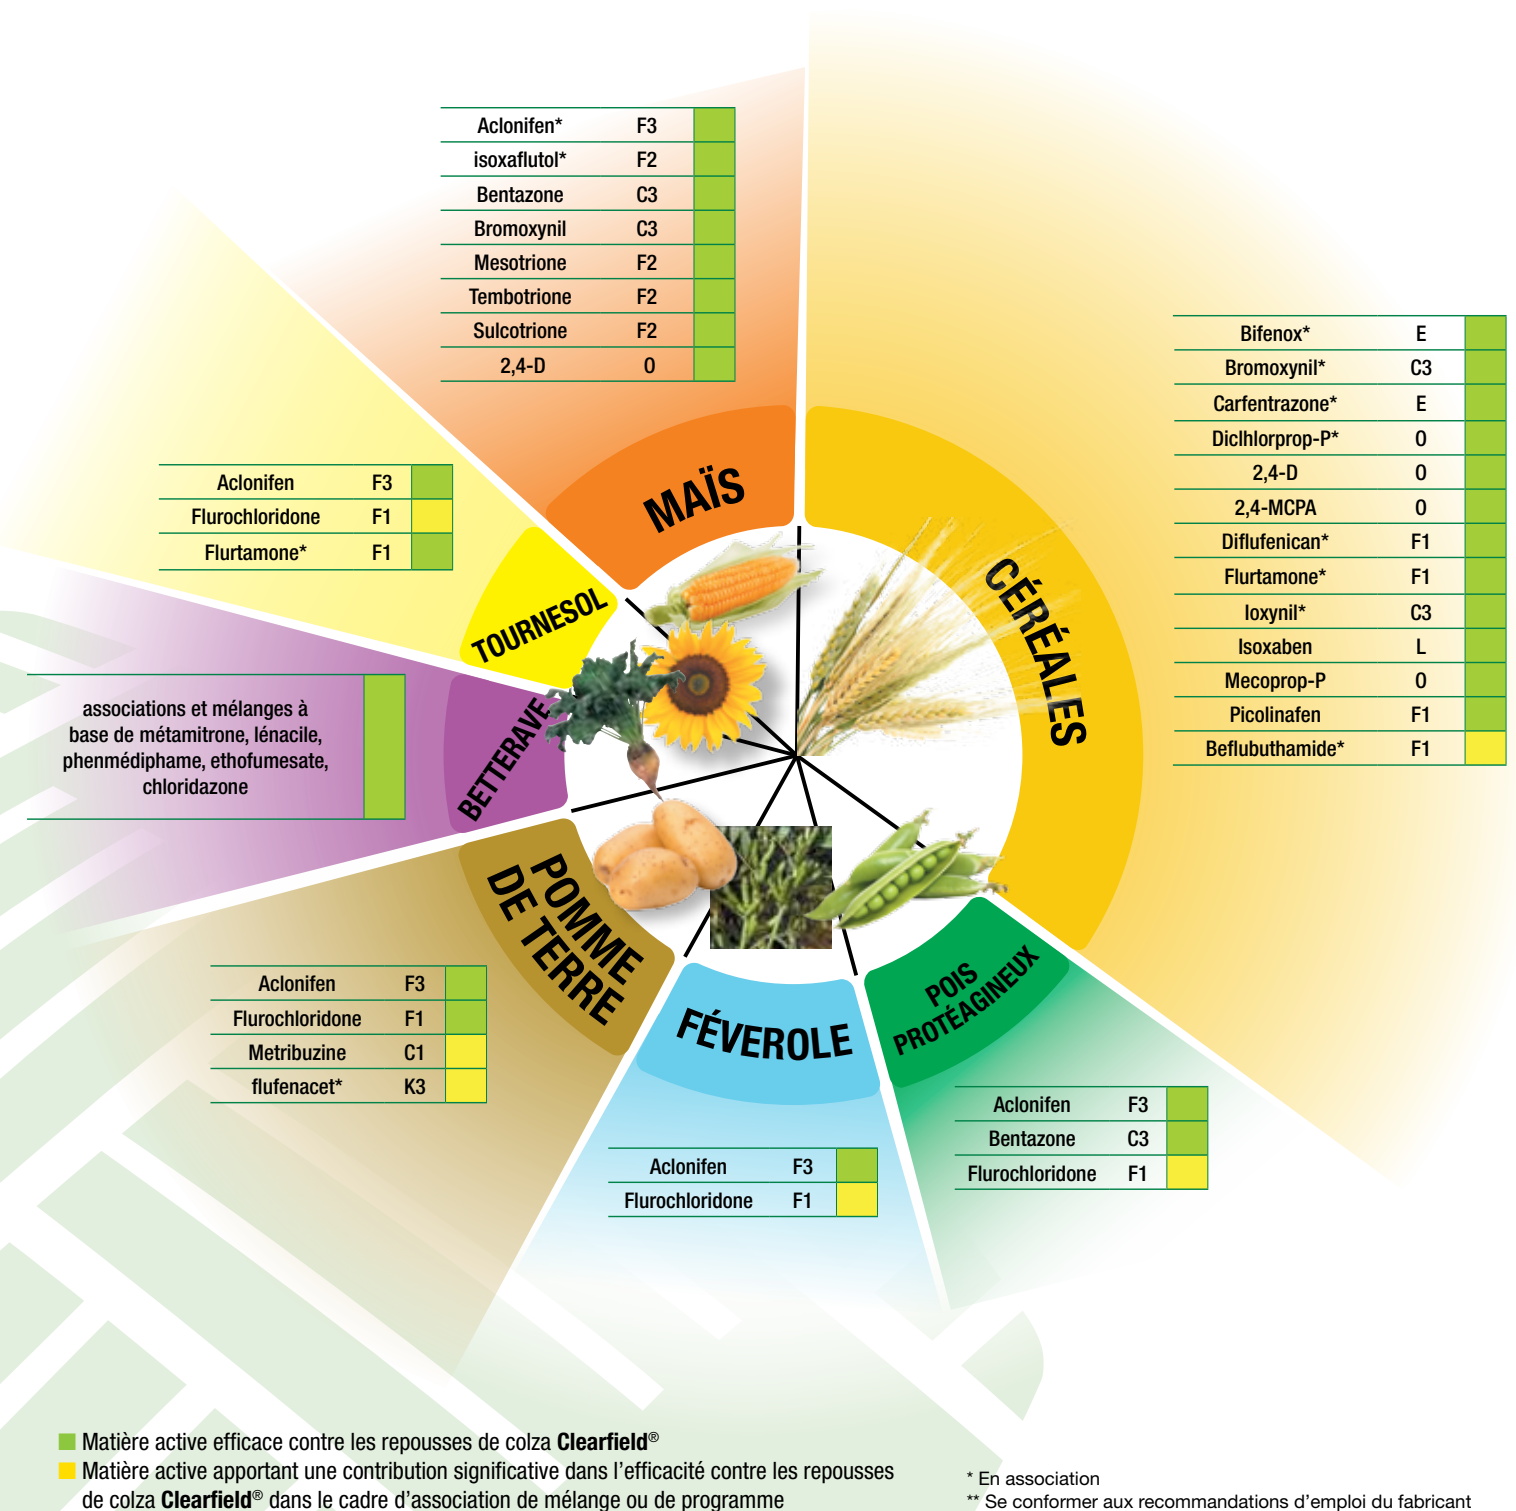 Aclonifen* F3
isoxaflutol* F2
Bentazone C3
Bromoxynil C3
Mesotrione F2
Tembotrione F2
Sulcotrione F2
2,4-D O
MAÏS
Bifenox* E
Bromoxynil* C3
Carfentrazone* E
Diclhlorprop-P* O
2,4-D O
2,4-MCPA O
Diflufenican* F1
Flurtamone* F1
Ioxynil* C3
Isoxaben L
Mecoprop-P O
Picolinafen F1
Beflubuthamide* F1
CÉRÉALES
Aclonifen F3
Flurochloridone F1
Flurtamone* F1
TOURNESOL
associations et mélanges à
base de métamitrone, lénacile,
phenmédiphame, ethofumesate,
chloridazone
BETTERAVE
POMME
DE TERRE
Aclonifen F3
Flurochloridone F1
Metribuzine C1
flufenacet* K3
FÉVEROLE
Aclonifen F3
Flurochloridone F1
POIS
PROTÉAGINEUX
Aclonifen F3
Bentazone C3
Flurochloridone F1
Matière active efficace contre les repousses de colza Clearfield®
Matière active apportant une contribution significative dans l'efficacité contre les repousses
de colza Clearfield® dans le cadre d'association de mélange ou de programme
* En association
** Se conformer aux recommandations d'emploi du fabricant